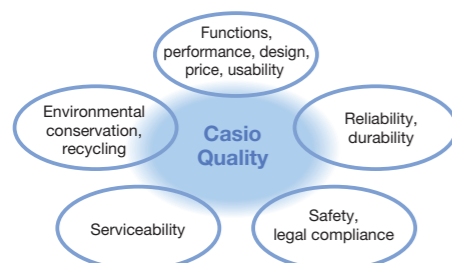 Functions,
performance, design,
price, usability
Environmental
conservation,
recycling
Casio
Quality
Reliability,
durability
Serviceability
Safety,
legal compliance